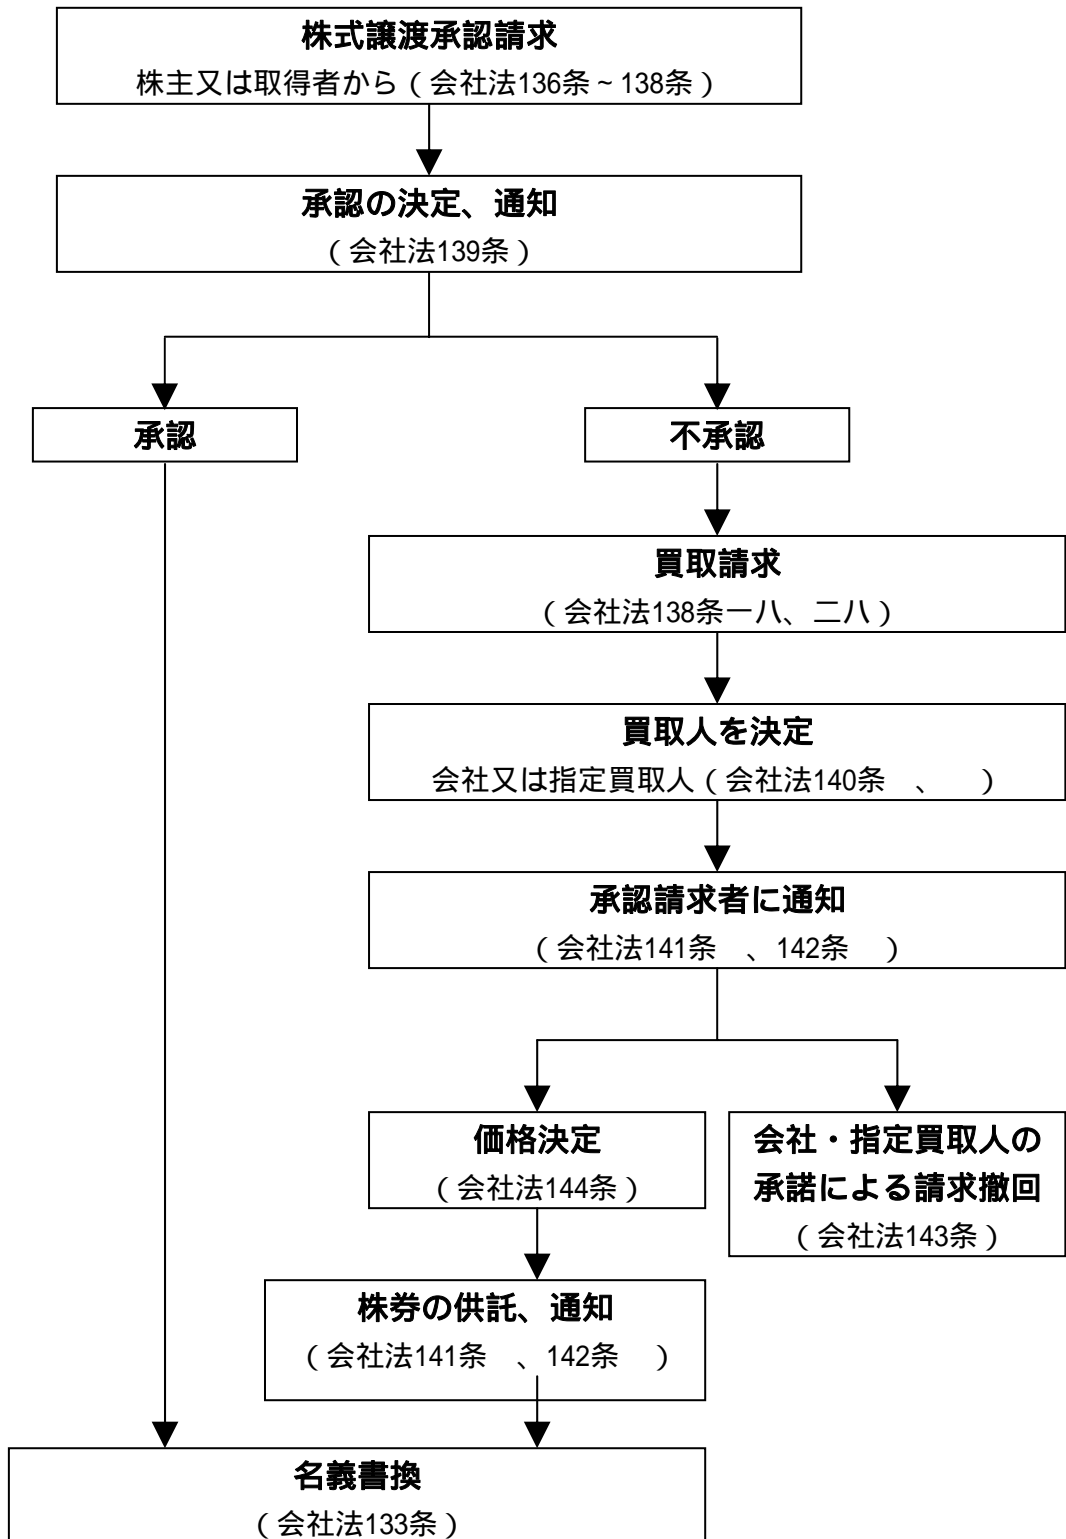 株式譲渡承認請求
株主又は取得者から（会社法136条～138条）
承認の決定、通知
（会社法139条）
承認
不承認
買取請求
（会社法138条一ハ、二ハ）
買取人を決定
会社又は指定買取人（会社法140条　、　）
承認請求者に通知
（会社法141条　、142条　）
価格決定
（会社法144条）
会社・指定買取人の
承諾による請求撤回
（会社法143条）
株券の供託、通知
（会社法141条　、142条　）
名義書換
（会社法133条）